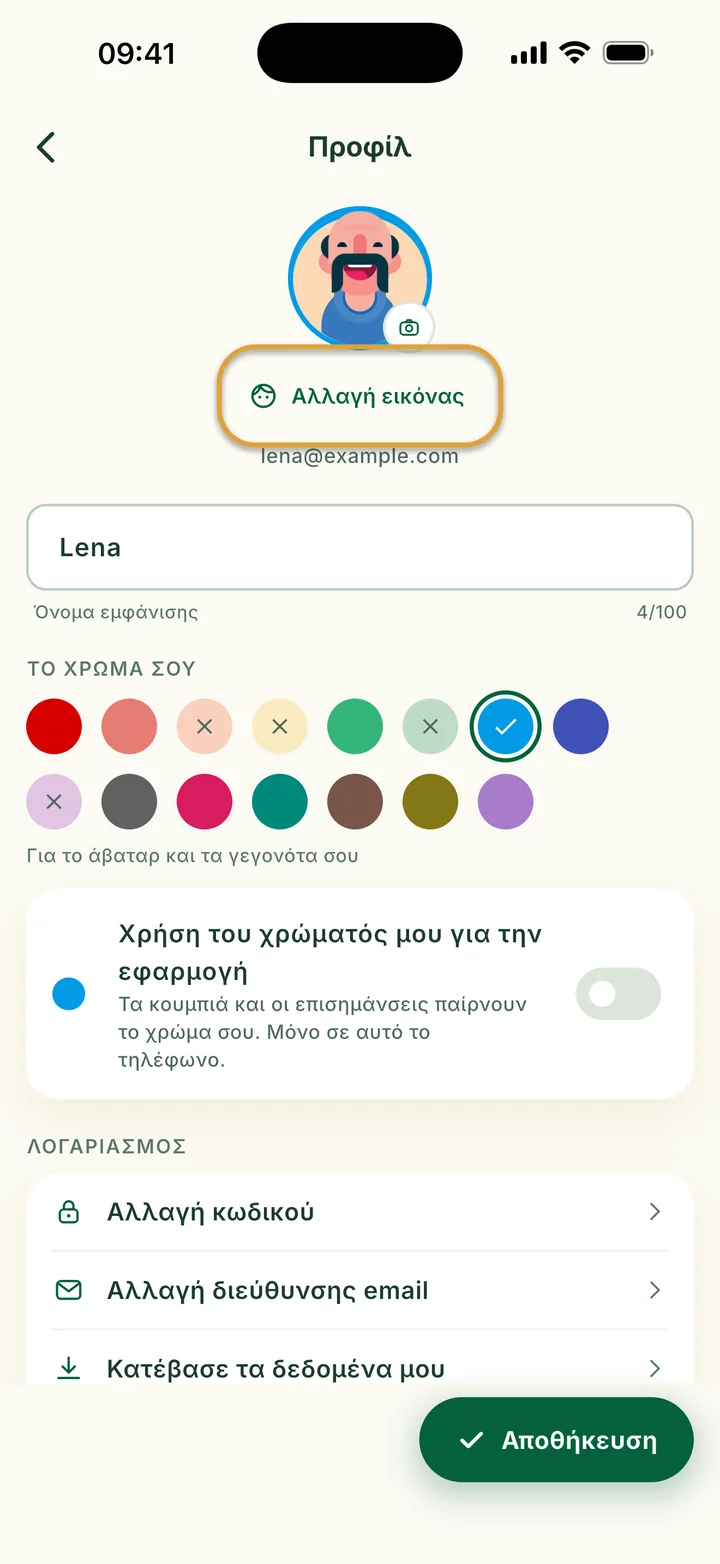 09:41
Προφίλ
Αλλαγή εικόνας
lena@example.com
Lena
Όνομα εμφάνισης 4/100
ΤΟ ΧΡΩΜΑ ΣΟΥ
Για το άβαταρ και τα γεγονότα σου
Χρήση του χρώματός μου για την
εφαρμογή
Τα κουμπιά και οι επισημάνσεις παίρνουν
το χρώμα σου. Μόνο σε αυτό το
τηλέφωνο.
ΛΟΓΑΡΙΑΣΜΟΣ
Αλλαγή κωδικού
Αλλαγή διεύθυνσης email
Κατέβασε τα δεδομένα μου
Αποθήκευση